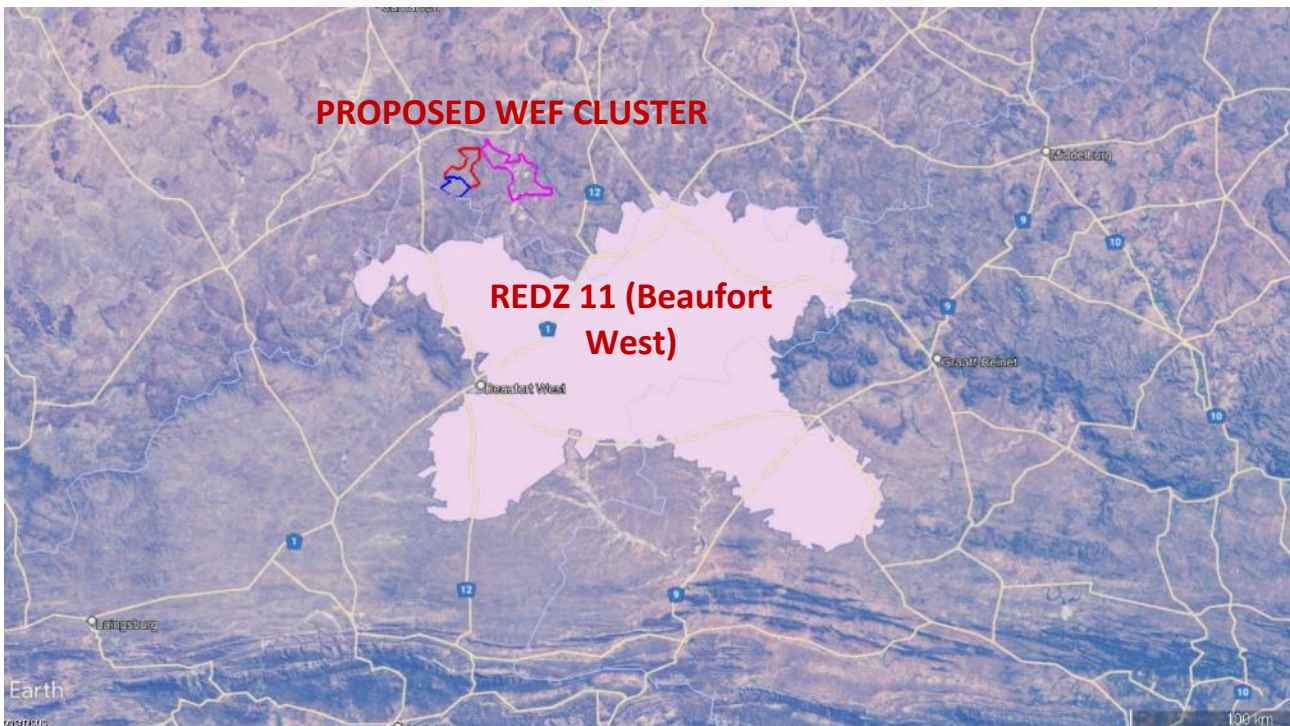 Carnarvon
PROPOSED WEF CLUSTER
Middelburg
12
9
10
REDZ 11 (Beaufort
West)
9
1
Graaff Reinet
Beaufort West
10
1
12
9
Laingsburg
Earth
10
100 km